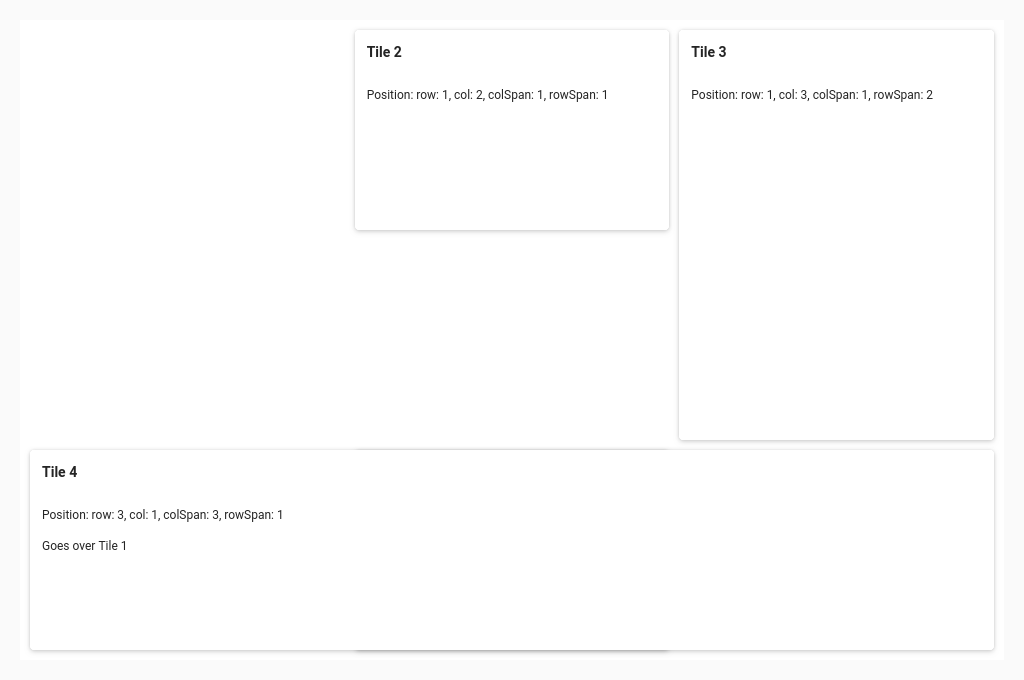 Tile 2
Position: row: 1, col: 2, colSpan: 1, rowSpan: 1
Tile 3
Position: row: 1, col: 3, colSpan: 1, rowSpan: 2
Tile 4
Position: row: 3, col: 1, colSpan: 3, rowSpan: 1
Goes over Tile 1